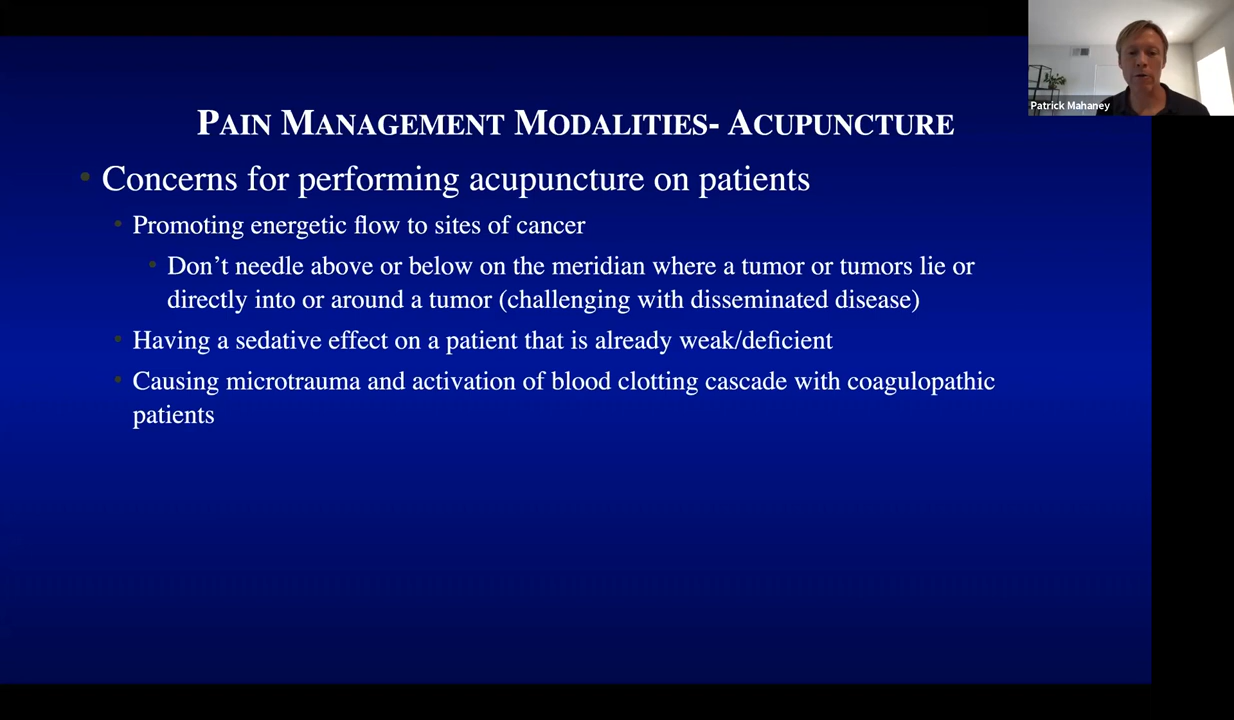 Patrick Mahaney
PAIN MANAGEMENT MODALITIES- ACUPUNCTURE
• Concerns for performing acupuncture on patients
• Promoting energetic flow to sites of cancer
• Don’t needle above or below on the meridian where a tumor or tumors lie or
directly into or around a tumor (challenging with disseminated disease)
• Having a sedative effect on a patient that is already weak/deficient
• Causing microtrauma and activation of blood clotting cascade with coagulopathic
patients